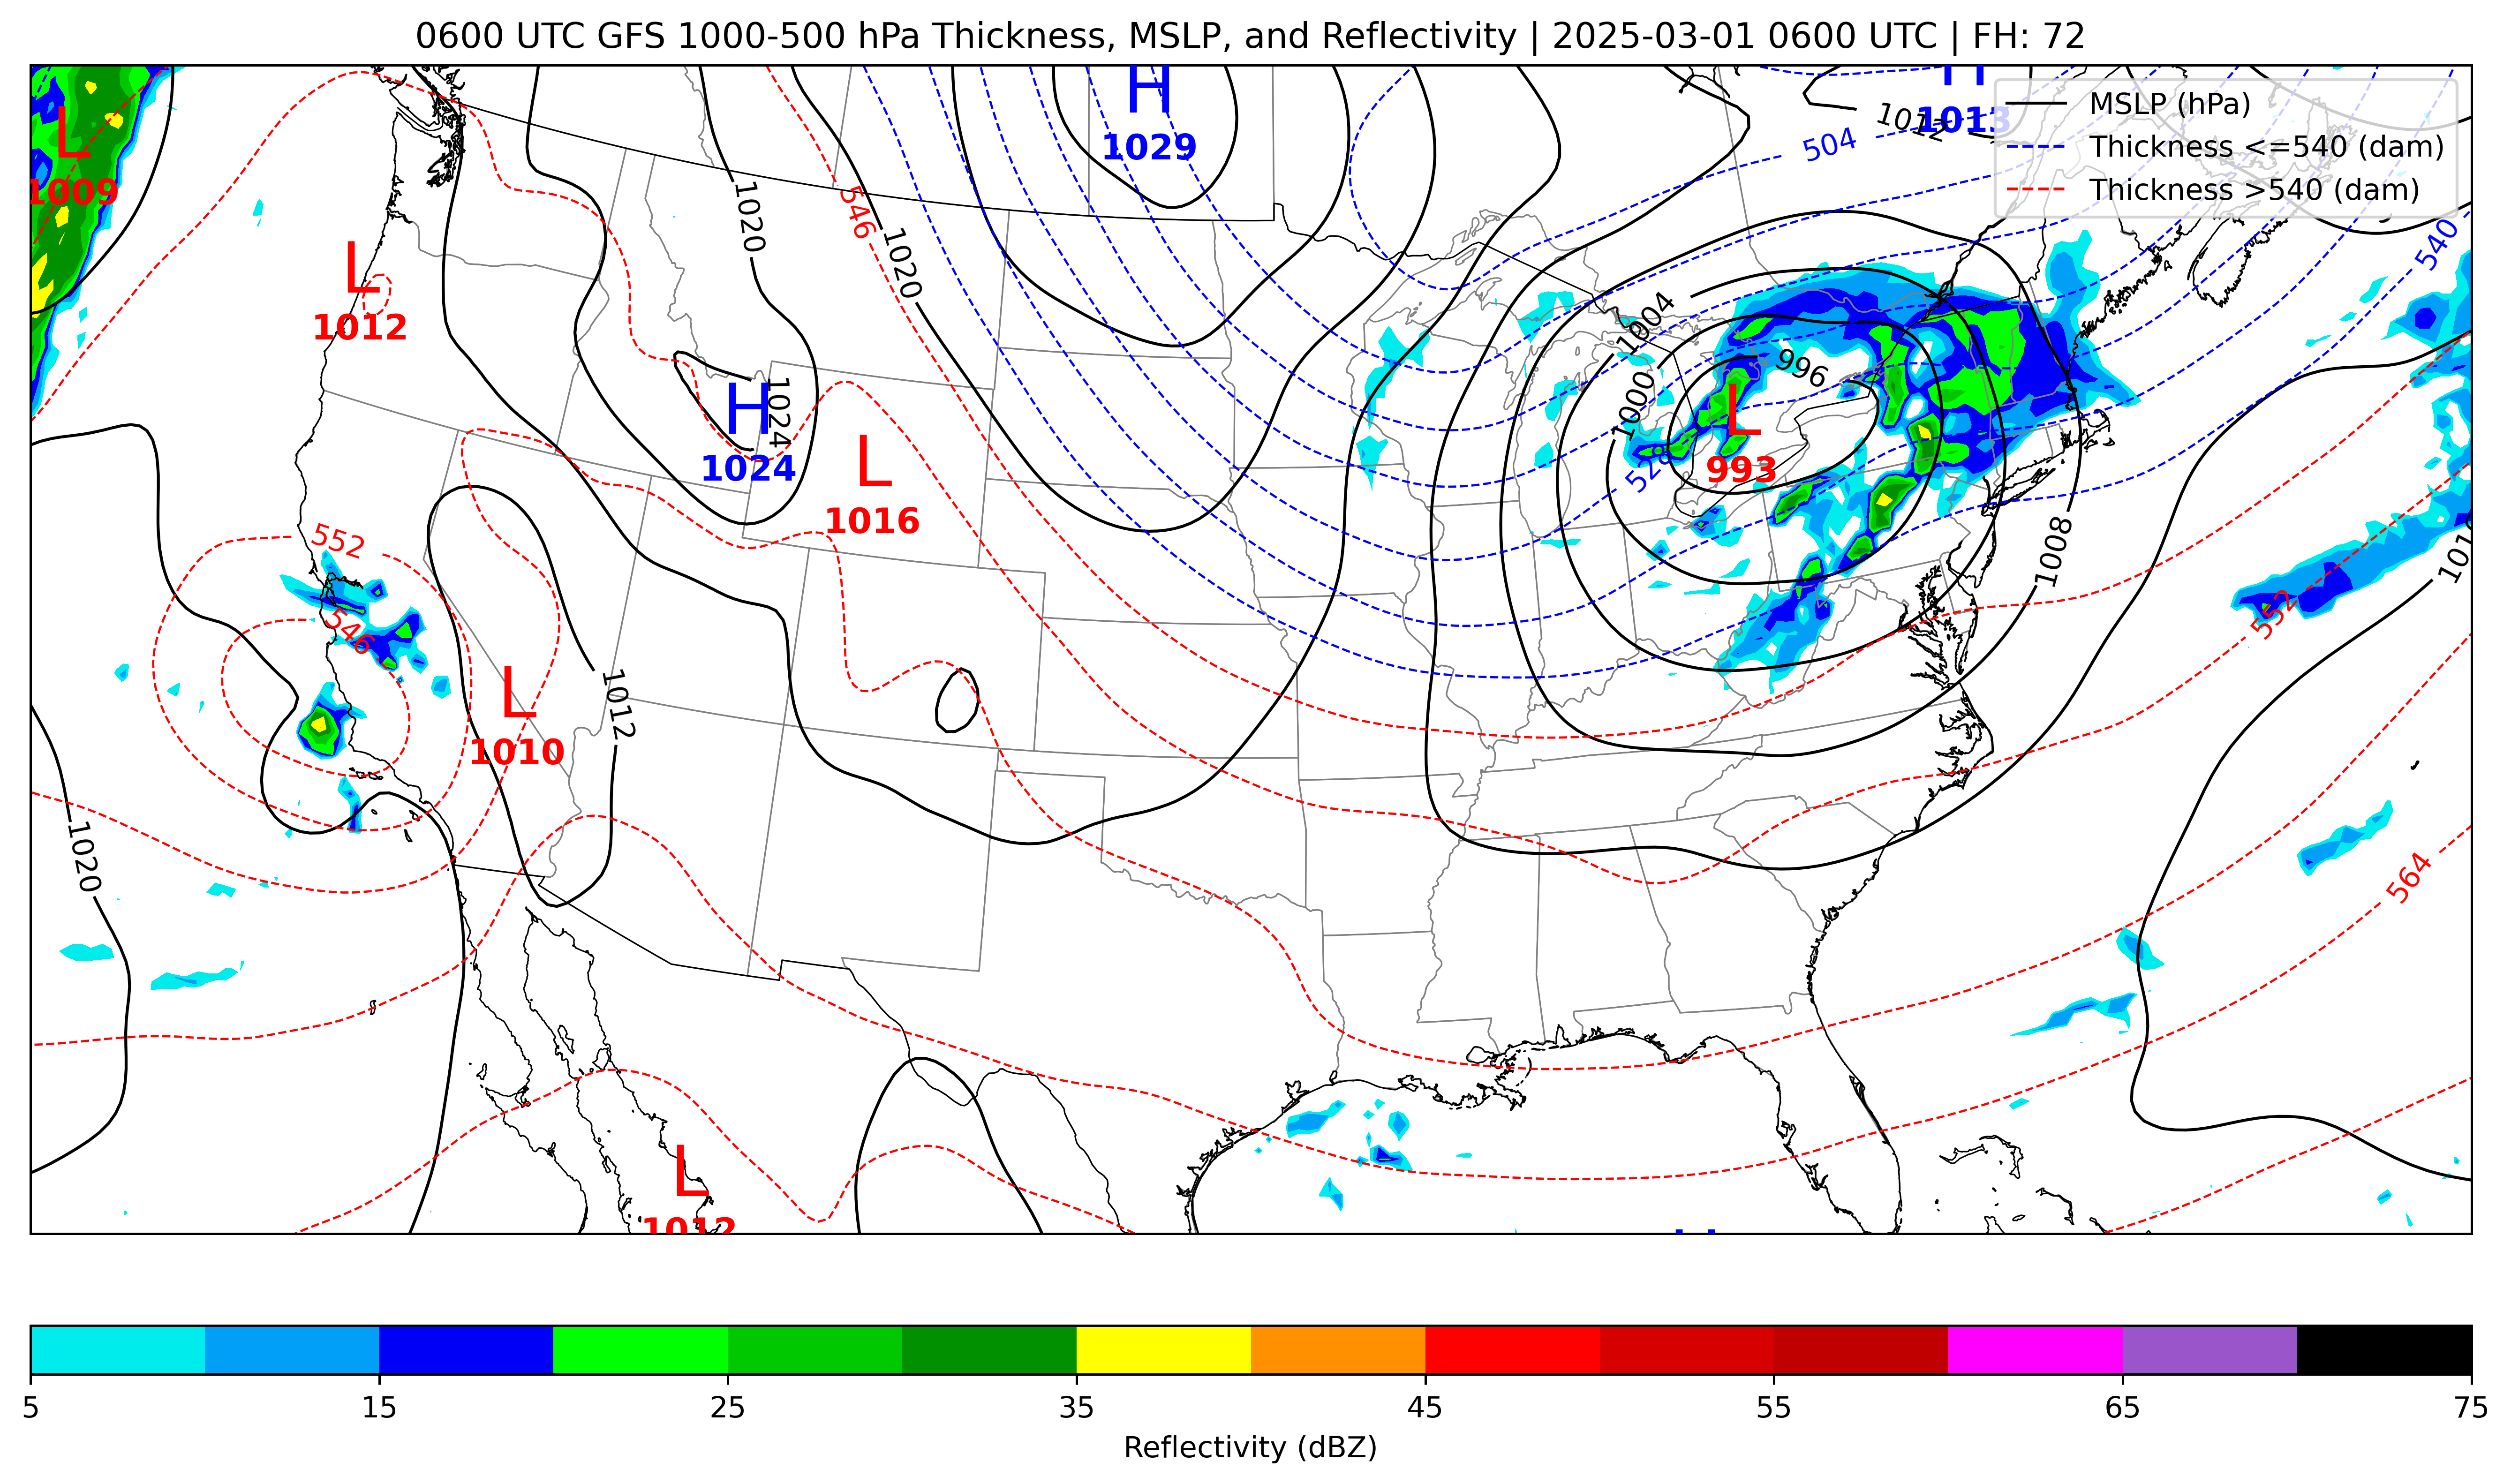 0600 UTC GFS 1000-500 hPa Thickness, MSLP, and Reflectivity | 2025-03-01 0600 UTC | FH: 72
MSLP (hPa)
Thickness <=540 (dam)
Thickness >540 (dam)
H
1029
1013
1012
504
L
1009
1020
546
1020
540
L
1012
1004
996
1000
H
1024
1024
L
1016
L
993
528
552
546
1008
552
L
1010
1012
1020
564
L
1012
5
15
25
35
45
55
65
75
Reflectivity (dBZ)